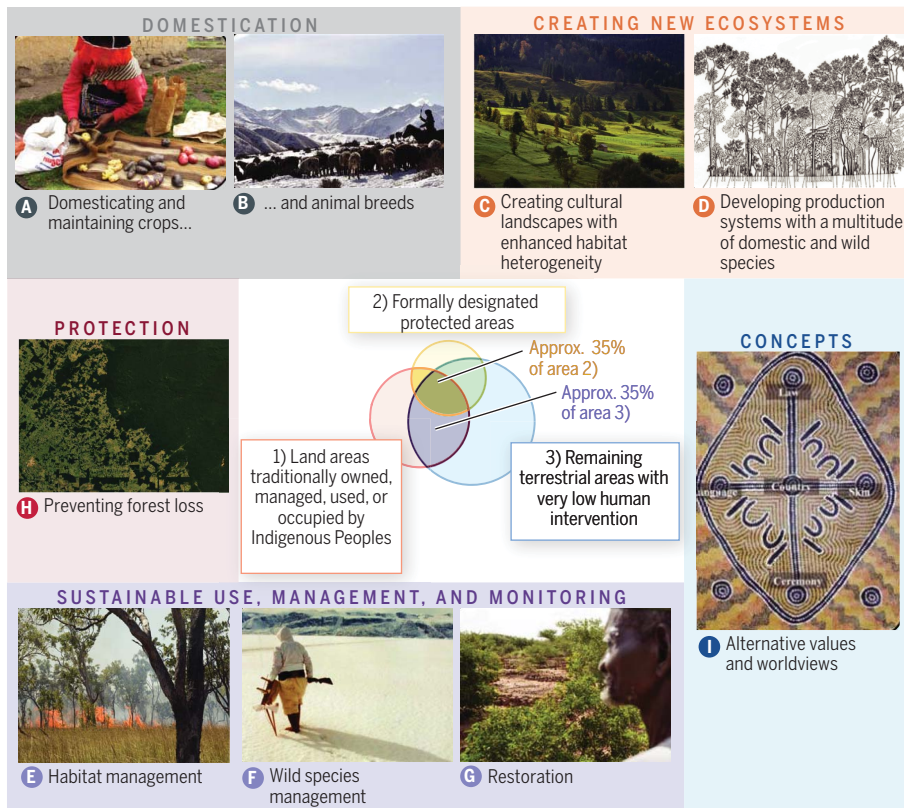 DOMESTICATION
A Domesticating and
maintaining crops...
B ... and animal breeds
CREATING NEW ECOSYSTEMS
C Creating cultural
landscapes with
enhanced habitat
heterogeneity
D Developing production
systems with a multitude
of domestic and wild
species
PROTECTION
H Preventing forest loss
2) Formally designated
protected areas
Approx. 35%
of area 2)
Approx. 35%
of area 3)
1) Land areas
traditionally owned,
managed, used, or
occupied by
Indigenous Peoples
3) Remaining
terrestrial areas with
very low human
intervention
CONCEPTS
Law
Language
Country
Skin
Ceremony
I Alternative values
and worldviews
SUSTAINABLE USE, MANAGEMENT, AND MONITORING
E Habitat management
F Wild species
management
G Restoration